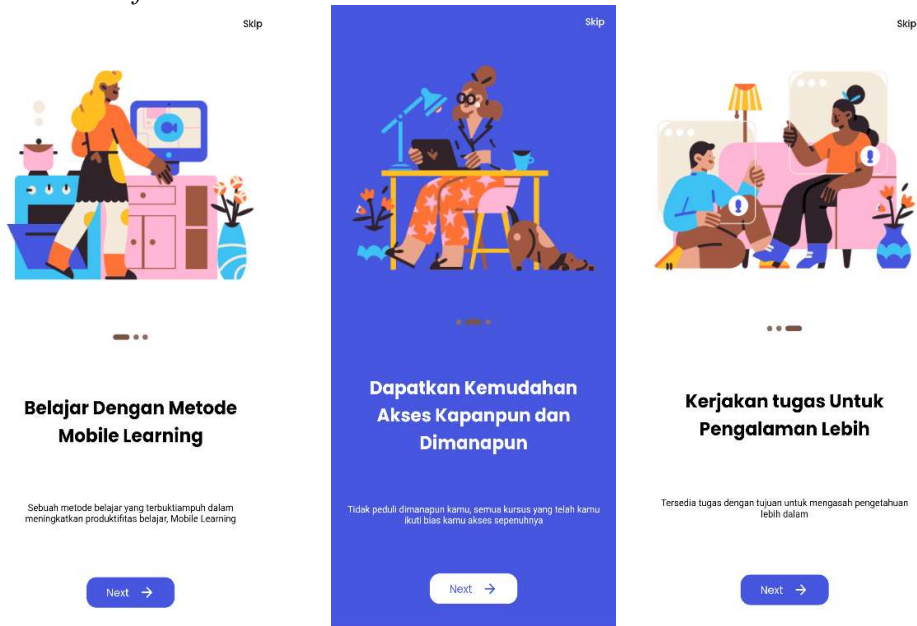 Skip
Belajar Dengan Metode
Mobile Learning
Sebuah metode belajar yang terbuktiampuh dalam
meningkatkan produktifitas belajar, Mobile Learning
Next
Skip
Dapatkan Kemudahan
Akses Kapanpun dan
Dimanapun
Tidak peduli dimanapun kamu, semua kursus yang telah kamu
ikuti bias kamu akses sepenuhnya
Next
Skip
Kerjakan tugas Untuk
Pengalaman Lebih
Tersedia tugas dengan tujuan untuk mengasah pengetahuan
lebih dalam
Next